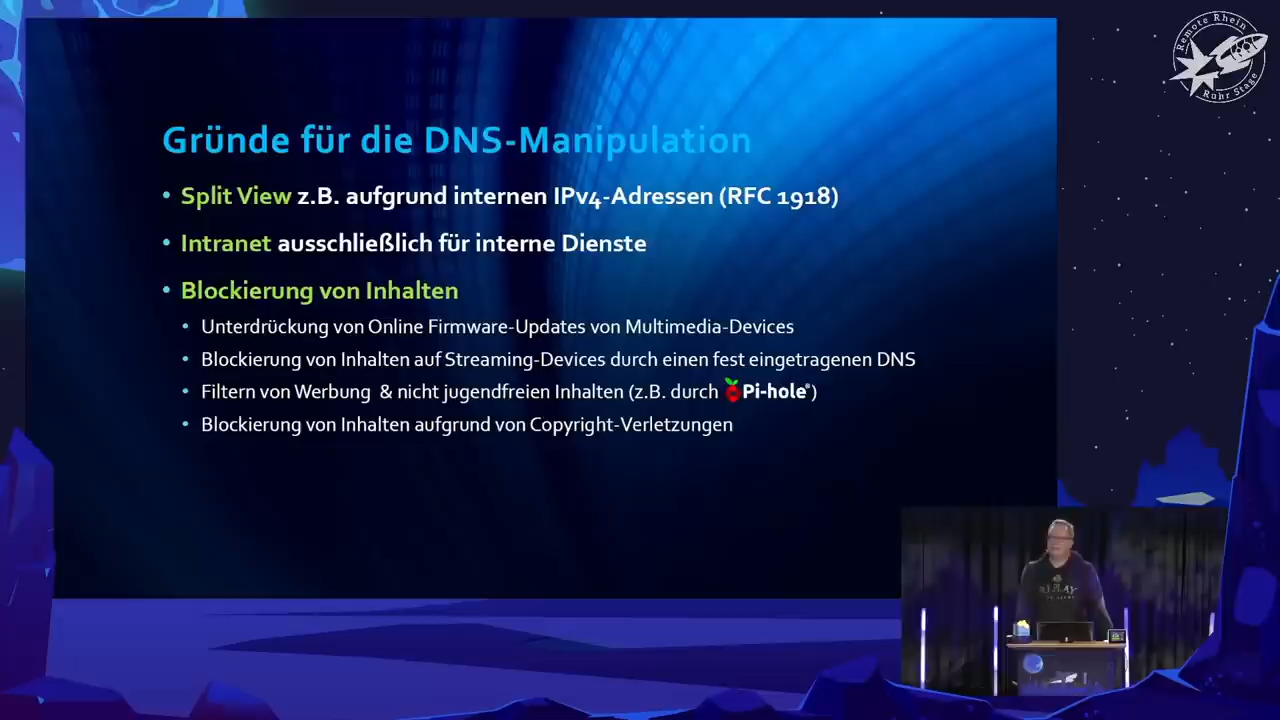 Remote Rhein
Ruhr Stage
Gründe für die DNS-Manipulation
• Split View z.B. aufgrund internen IPv4-Adressen (RFC 1918)
• Intranet ausschließlich für interne Dienste
• Blockierung von Inhalten
• Unterdrückung von Online Firmware-Updates von Multimedia-Devices
• Blockierung von Inhalten auf Streaming-Devices durch einen fest eingetragenen DNS
• Filtern von Werbung & nicht jugendfreien Inhalten (z.B. durch Pi-hole®)
• Blockierung von Inhalten aufgrund von Copyright-Verletzungen